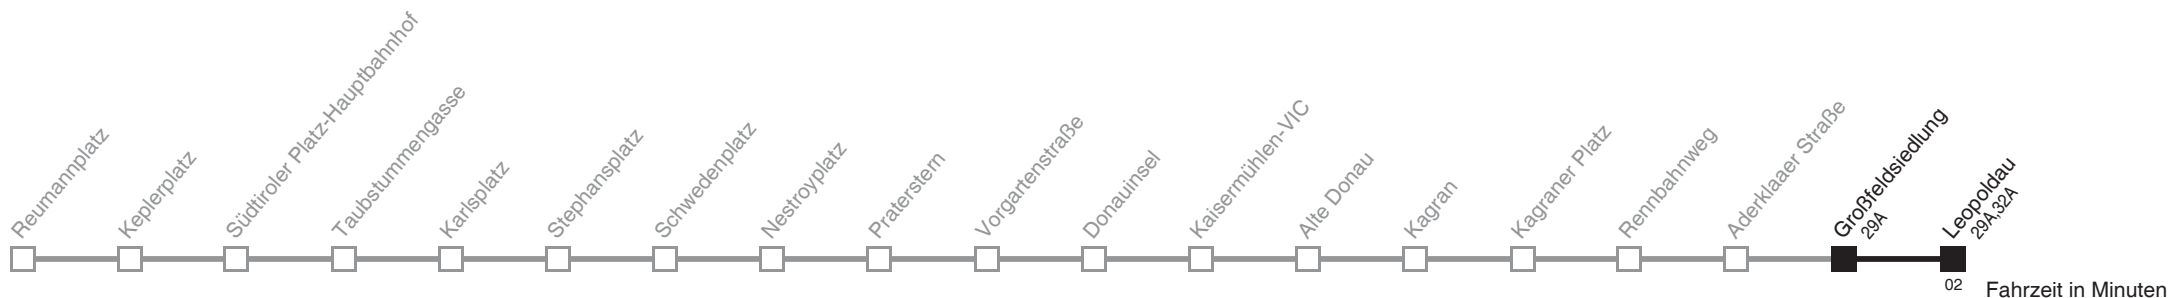 Reumannplatz
Keplerplatz
Südtiroler Platz-Hauptbahnhof
Taubstummengasse
Karlsplatz
Stephansplatz
Schwedenplatz
Nestroyplatz
Praterstern
Vorgartenstraße
Donauinsel
Kaisermühlen-VIC
Alte Donau
Kagran
Kagraner Platz
Rennbahnweg
Aderklaaer Straße
Großfeldsiedlung
29A
Leopoldau
29A,32A
02
Fahrzeit in Minuten